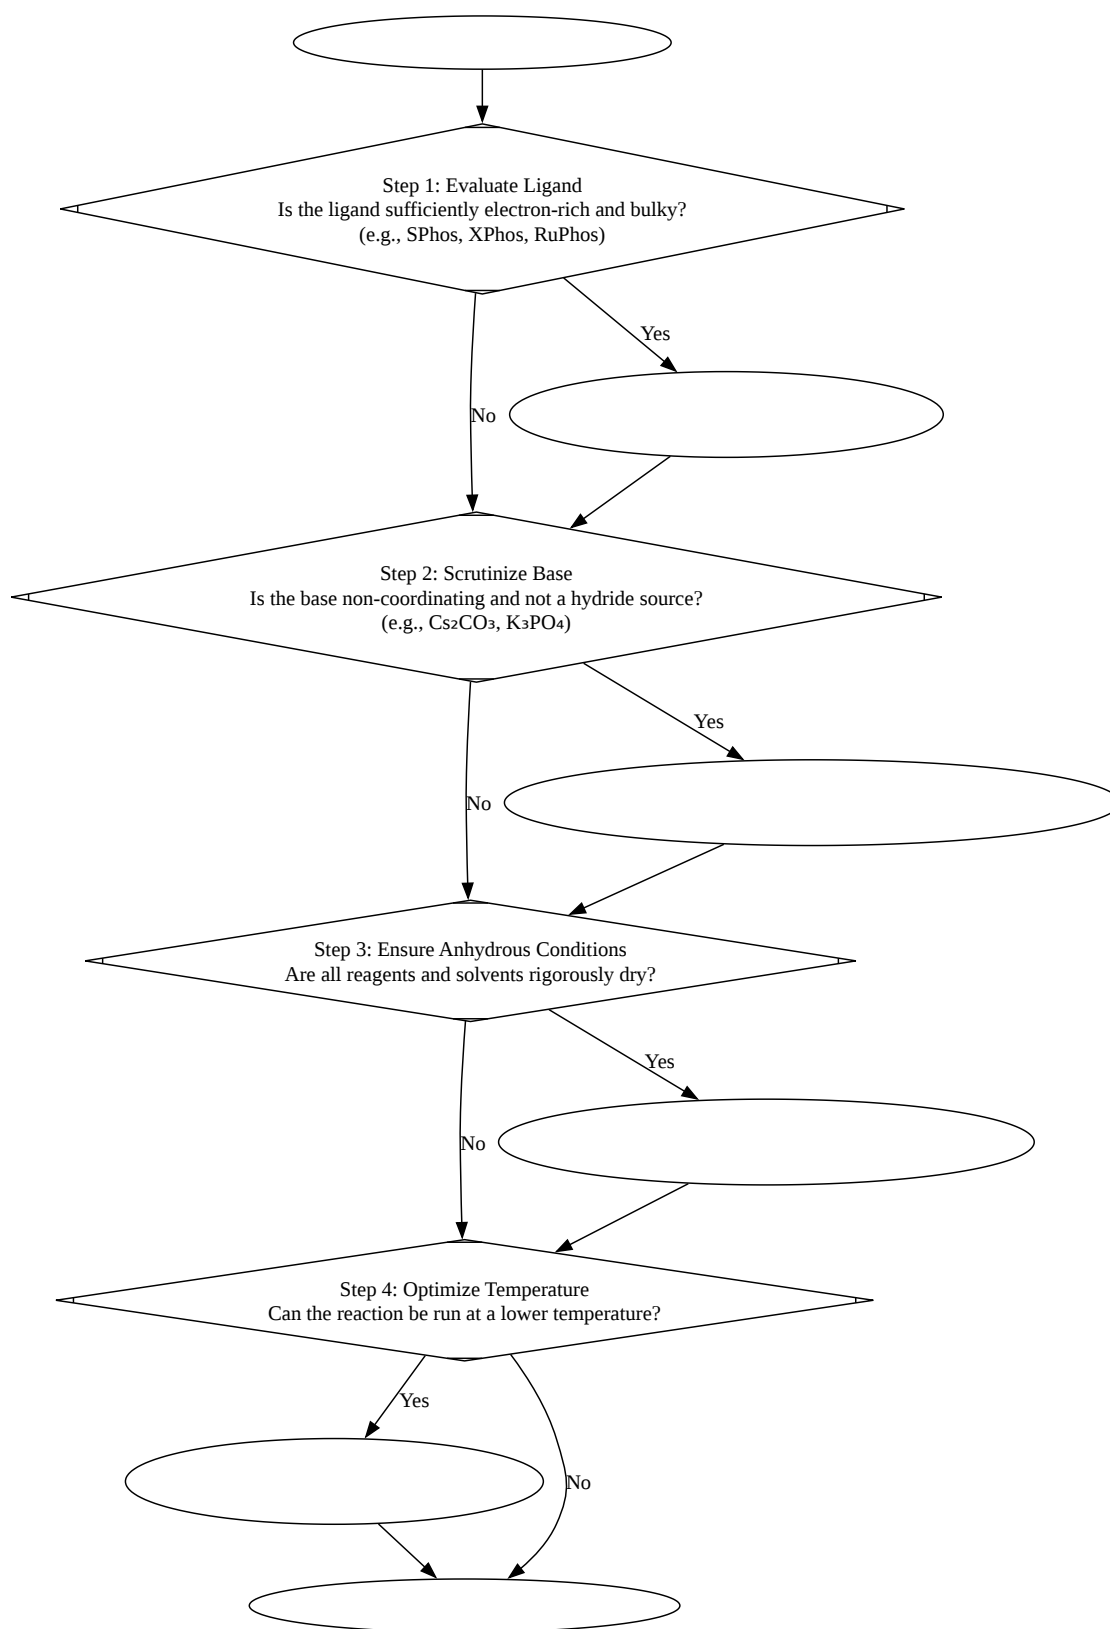 Step 1: Evaluate Ligand
Is the ligand sufficiently electron-rich and bulky?
(e.g., SPhos, XPhos, RuPhos)
Yes
No
Step 2: Scrutinize Base
Is the base non-coordinating and not a hydride source?
(e.g., Cs₂CO₃, K₃PO₄)
Yes
No
Step 3: Ensure Anhydrous Conditions
Are all reagents and solvents rigorously dry?
Yes
No
Step 4: Optimize Temperature
Can the reaction be run at a lower temperature?
Yes
No